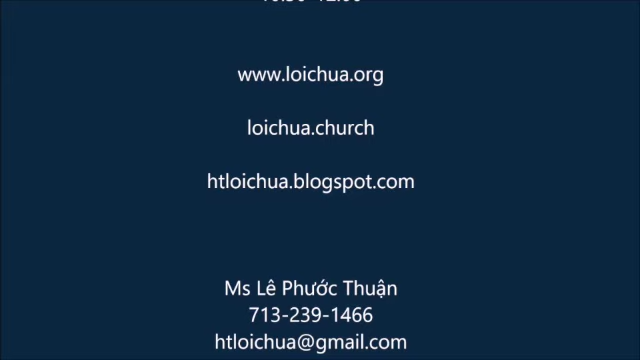 www.loichua.org
loichua.church
htloichua.blogspot.com
Ms Lê Phước Thuận
713-239-1466
htloichua@gmail.com